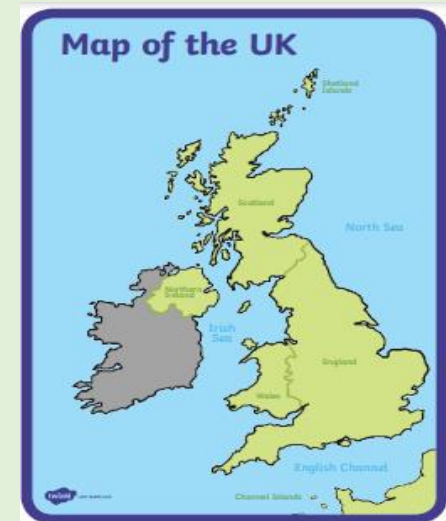 Map of the UK
Shetland
Islands
Scotland
North Sea
Northern
Ireland
Irish
Sea
England
Wales
English Channel
Channel Islands
twinkl